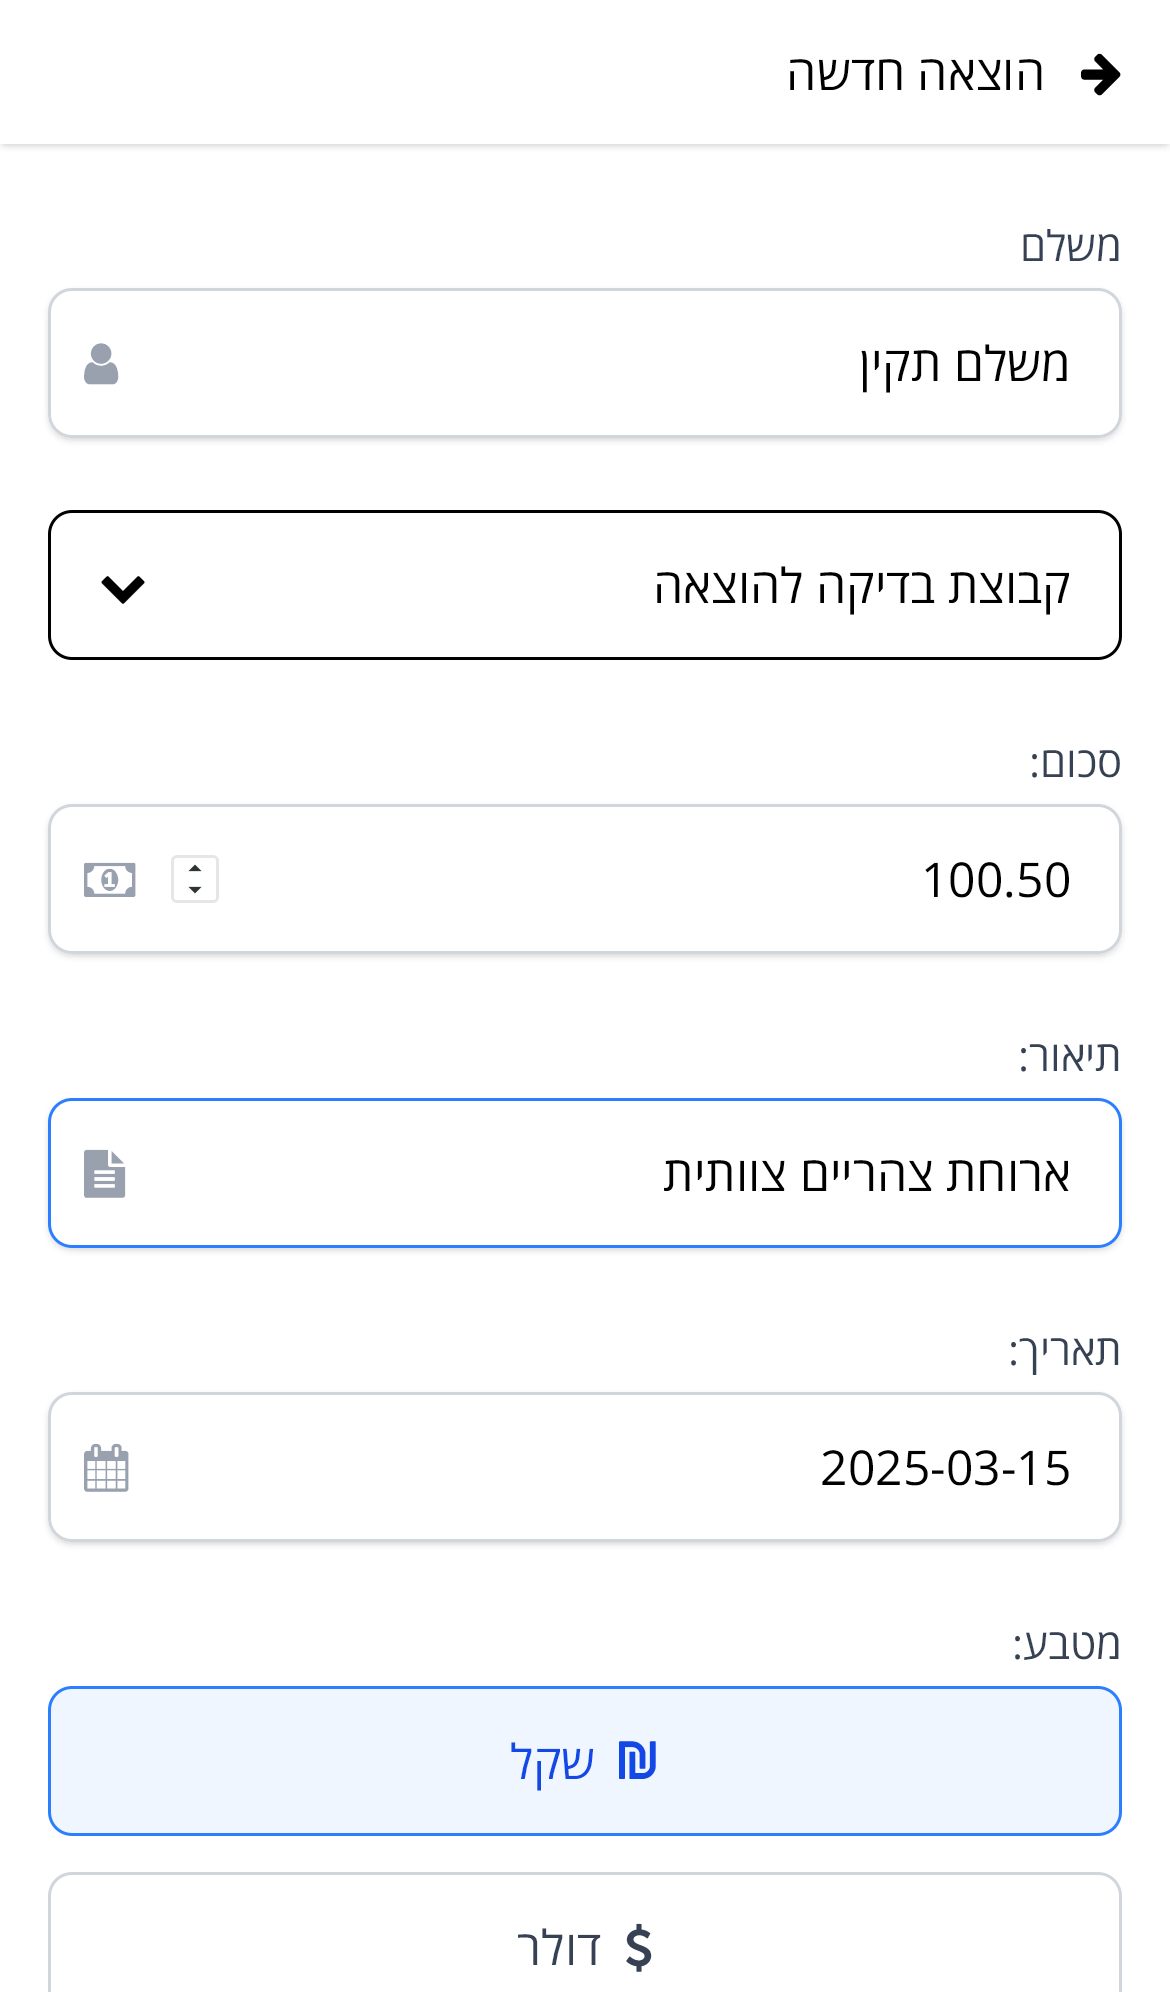 הוצאה חדשה
משלם
משלם תקין
קבוצת בדיקה להוצאה
סכום:
100.50
תיאור:
ארוחת צהריים צוותית
תאריך:
2025-03-15
מטבע:
₪ שקל
$ דולר